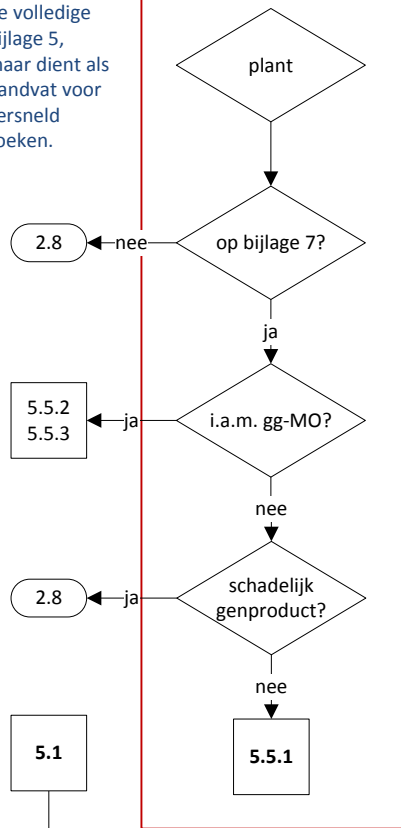 e volledige
ijlage 5,
naar dient als
andvat voor
ersneld
oeken.
plant
op bijlage 7?
nee
2.8
ja
i.a.m. gg-MO?
ja
5.5.2
5.5.3
nee
schadelijk
genproduct?
ja
2.8
nee
5.1
5.5.1